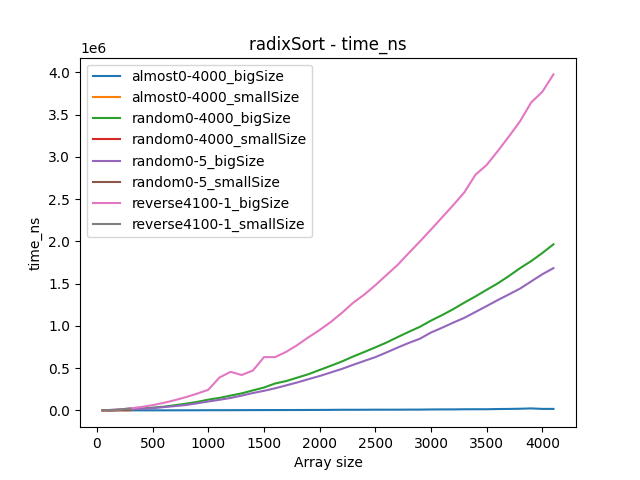 radixSort - time_ns
1e6
4.0
3.5
3.0
2.5
2.0
1.5
1.0
0.5
0.0
time_ns
almost0-4000_bigSize
almost0-4000_smallSize
random0-4000_bigSize
random0-4000_smallSize
random0-5_bigSize
random0-5_smallSize
reverse4100-1_bigSize
reverse4100-1_smallSize
0 500 1000 1500 2000 2500 3000 3500 4000
Array size